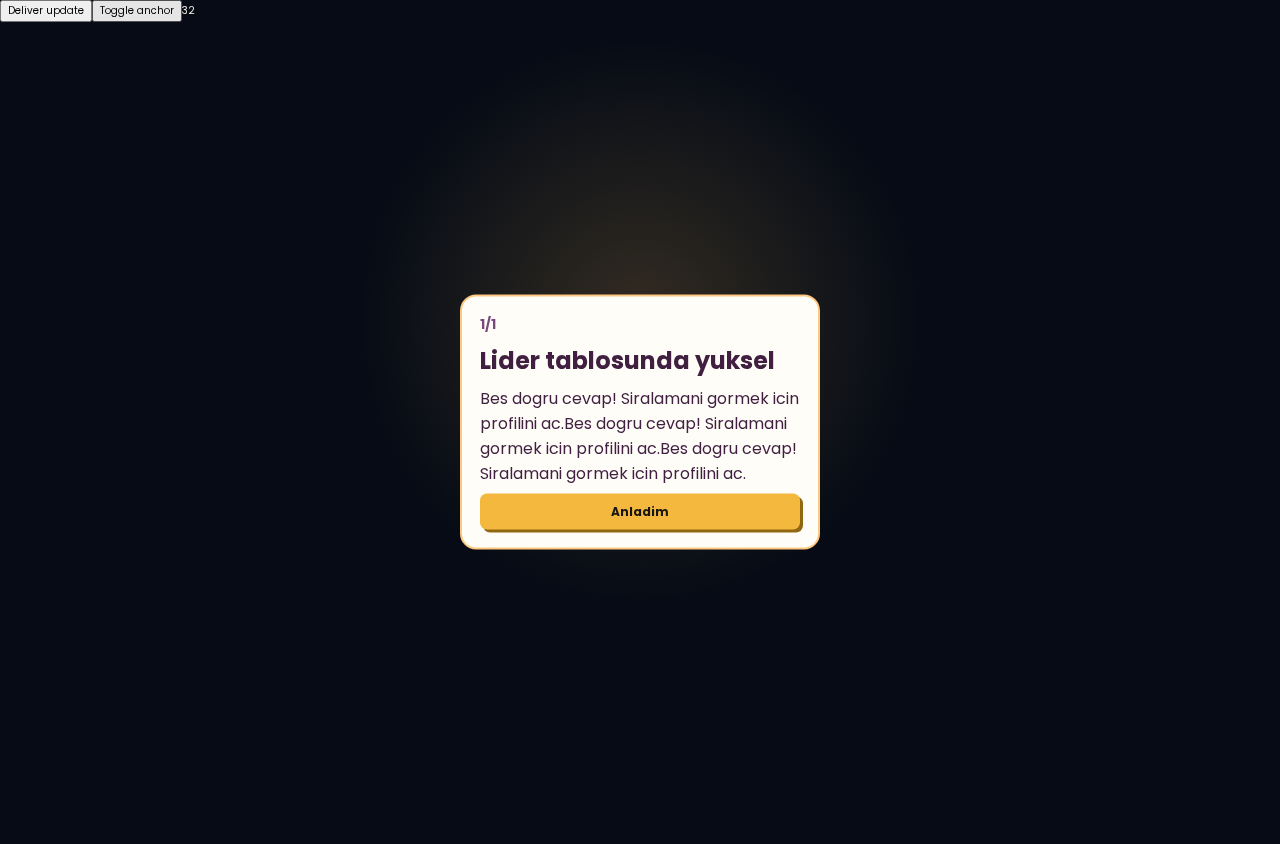 Deliver update Toggle anchor 32
1/1
Lider tablosunda yuksel
Bes dogru cevap! Siralamani gormek icin
profilini ac.Bes dogru cevap! Siralamani
gormek icin profilini ac.Bes dogru cevap!
Siralamani gormek icin profilini ac.
Anladim